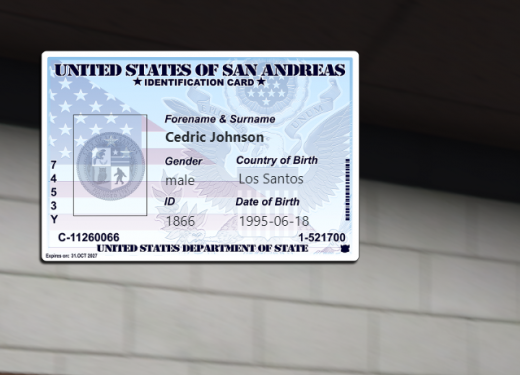 UNITED STATES OF SAN ANDREAS
★ IDENTIFICATION CARD ★
Forename & Surname
Cedric Johnson
Gender Country of Birth
male Los Santos
ID Date of Birth
1866 1995-06-18
7
4
5
3
Y
C-11260066 1-521700
UNITED STATES DEPARTMENT OF STATE
Expires on: 31.OCT 2027